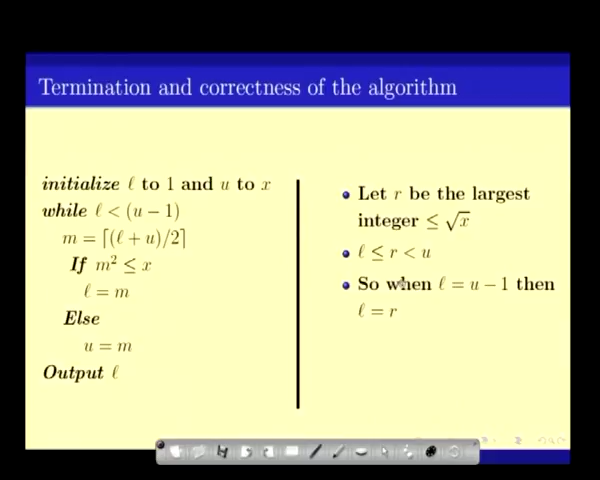 Termination and correctness of the algorithm
initialize ℓ to 1 and u to x
while ℓ < (u − 1)
m = ⌈(ℓ + u)/2⌉
If m² ≤ x
ℓ = m
Else
u = m
Output ℓ
Let r be the largest
integer ≤ √x
ℓ ≤ r < u
So when ℓ = u − 1 then
ℓ = r